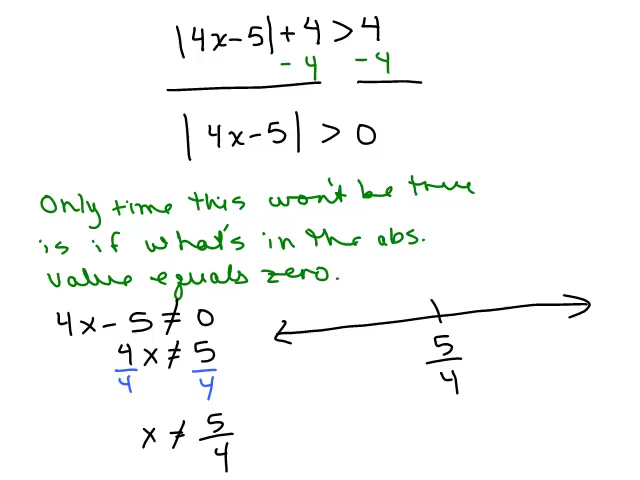 |4x-5|+4>4
-4 -4
|4x-5|>0
Only time this won't be true
is if what's in the abs.
value equals zero.
4x-5≠0
4x≠5
4 4
x≠5/4
5/4